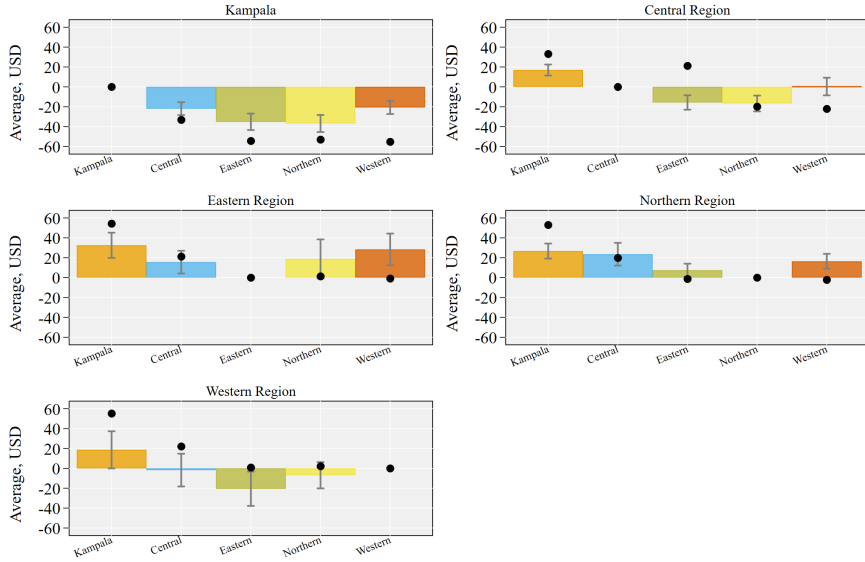 Kampala
Average, USD
60
40
20
0
-20
-40
-60
Kampala
Central
Eastern
Northern
Western
Central Region
Average, USD
60
40
20
0
-20
-40
-60
Kampala
Central
Eastern
Northern
Western
Eastern Region
Average, USD
60
40
20
0
-20
-40
-60
Kampala
Central
Eastern
Northern
Western
Northern Region
Average, USD
60
40
20
0
-20
-40
-60
Kampala
Central
Eastern
Northern
Western
Western Region
Average, USD
60
40
20
0
-20
-40
-60
Kampala
Central
Eastern
Northern
Western